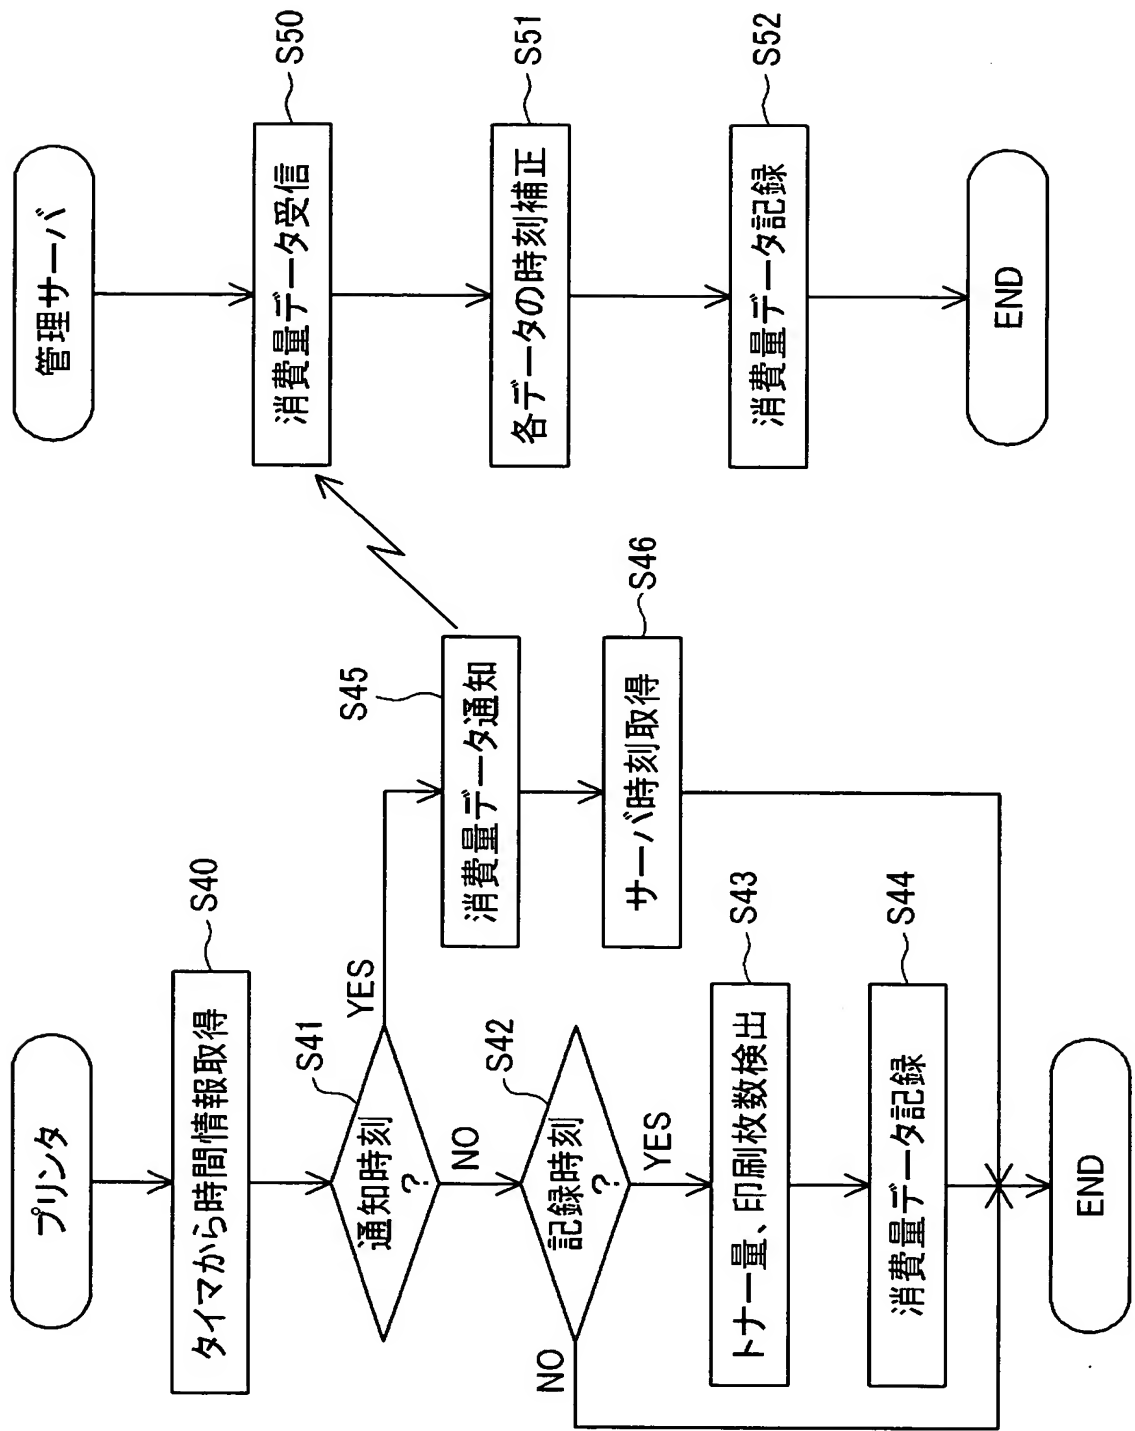 プリンタ
S40
タイマから時間情報取得
S41
通知時刻
?
YES
NO
S42
記録時刻
?
YES
NO
S43
トナー量、印刷枚数検出
S44
消費量データ記録
S45
消費量データ通知
S46
サーバ時刻取得
END
管理サーバ
S50
消費量データ受信
S51
各データの時刻補正
S52
消費量データ記録
END